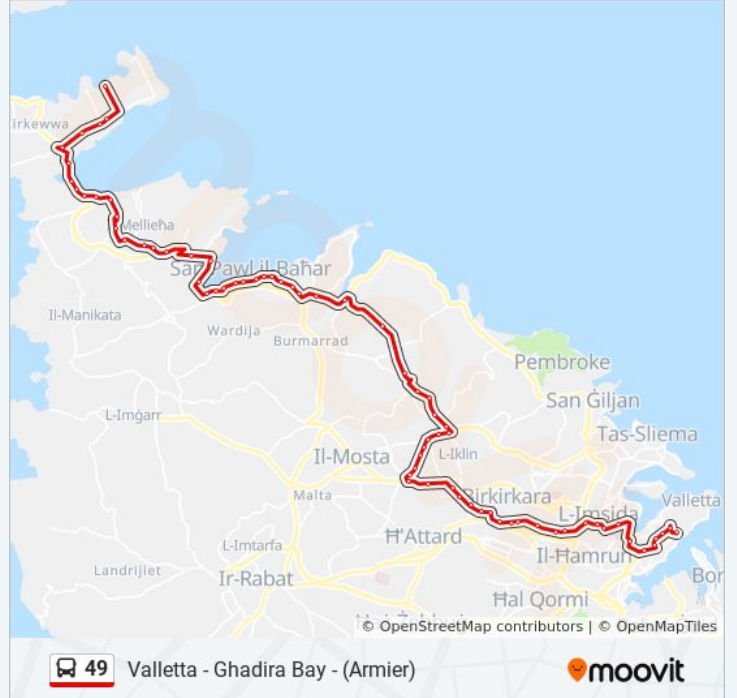 irkewwa
Mellieħa
San Pawl il-Baħar
Il-Manikata
Wardija
Burmarrad
Pembroke
L-Imġarr
San Ġiljan
Tas-Sliema
Il-Mosta
L-Iklin
Malta
Birkirkara
Valletta
L-Imsida
Ħ'Attard
L-Imtarfa
Il-Ħamrun
Landrijiet
Ir-Rabat
Bor
Ħal Qormi
© OpenStreetMap contributors | © OpenMapTiles
49 Valletta - Ghadira Bay - (Armier) moovit